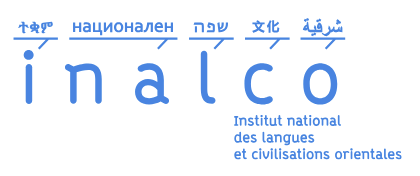 ተቋም национален שפה 文化 شرقية
inalco
Institut national
des langues
et civilisations orientales